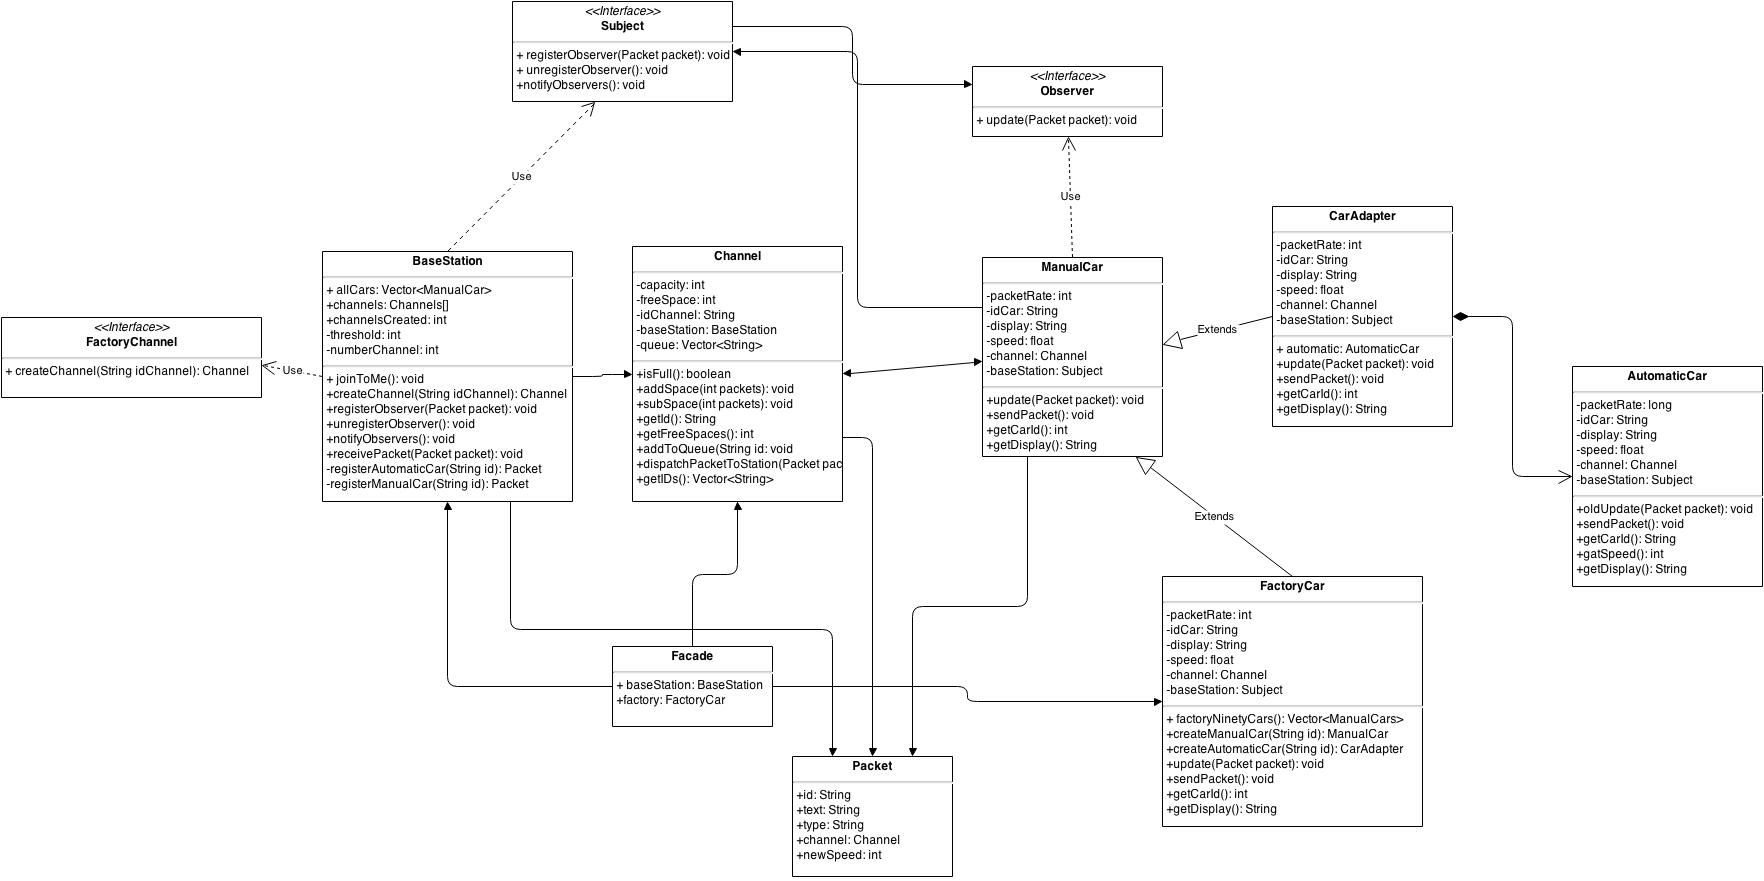 <<Interface>>
Subject
+ registerObserver(Packet packet): void
+ unregisterObserver(): void
+notifyObservers(): void
<<Interface>>
Observer
+ update(Packet packet): void
Use
Use
<<Interface>>
FactoryChannel
+ createChannel(String idChannel): Channel
Use
BaseStation
+ allCars: Vector<ManualCar>
+channels: Channels[]
+channelsCreated: int
-threshold: int
-numberChannel: int
+ joinToMe(): void
+createChannel(String idChannel): Channel
+registerObserver(Packet packet): void
+unregisterObserver(): void
+notifyObservers(): void
+receivePacket(Packet packet): void
-registerAutomaticCar(String id): Packet
-registerManualCar(String id): Packet
Channel
-capacity: int
-freeSpace: int
-idChannel: String
-baseStation: BaseStation
-queue: Vector<String>
+isFull(): boolean
+addSpace(int packets): void
+subSpace(int packets): void
+getId(): String
+getFreeSpaces(): int
+addToQueue(String id: void
+dispatchPacketToStation(Packet pac
+getIDs(): Vector<String>
ManualCar
-packetRate: int
-idCar: String
-display: String
-speed: float
-channel: Channel
-baseStation: Subject
+update(Packet packet): void
+sendPacket(): void
+getCarId(): int
+getDisplay(): String
Extends
CarAdapter
-packetRate: int
-idCar: String
-display: String
-speed: float
-channel: Channel
-baseStation: Subject
+ automatic: AutomaticCar
+update(Packet packet): void
+sendPacket(): void
+getCarId(): int
+getDisplay(): String
AutomaticCar
-packetRate: long
-idCar: String
-display: String
-speed: float
-channel: Channel
-baseStation: Subject
+oldUpdate(Packet packet): void
+sendPacket(): void
+getCarId(): String
+gatSpeed(): int
+getDisplay(): String
Extends
FactoryCar
-packetRate: int
-idCar: String
-display: String
-speed: float
-channel: Channel
-baseStation: Subject
+ factoryNinetyCars(): Vector<ManualCars>
+createManualCar(String id): ManualCar
+createAutomaticCar(String id): CarAdapter
+update(Packet packet): void
+sendPacket(): void
+getCarId(): int
+getDisplay(): String
Facade
+ baseStation: BaseStation
+factory: FactoryCar
Packet
+id: String
+text: String
+type: String
+channel: Channel
+newSpeed: int